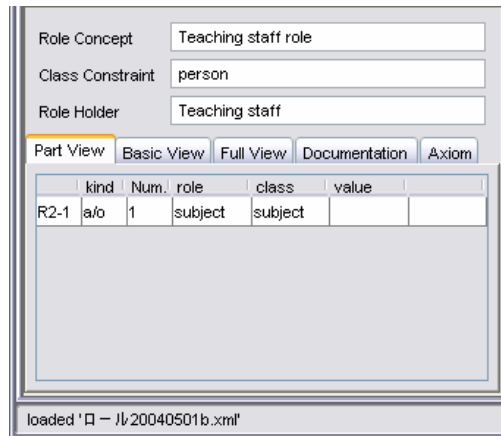 Role Concept Teaching staff role
Class Constraint person
Role Holder Teaching staff
Part View Basic View Full View Documentation Axiom
kind Num. role class value
R2-1 a/o 1 subject subject
loaded 'ロール20040501b.xml'